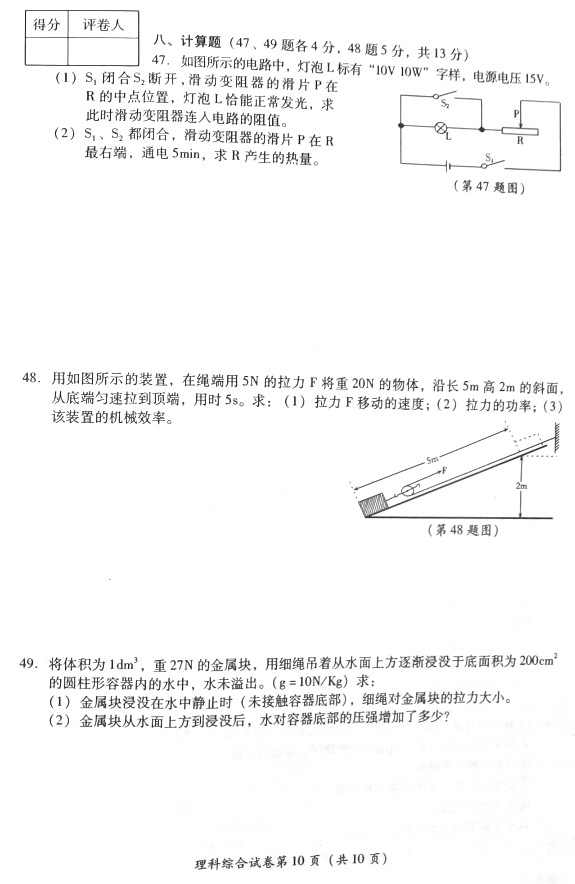 得分 评卷人
八、计算题（47、49题各4分，48题5分，共13分）
47. 如图所示的电路中，灯泡L标有“10V 10W”字样，电源电压15V。
(1) S₁闭合S₂断开，滑动变阻器的滑片P在
R的中点位置，灯泡L恰能正常发光，求
此时滑动变阻器连入电路的阻值。
(2) S₁、S₂都闭合，滑动变阻器的滑片P在R
最右端，通电5min，求R产生的热量。
S₂
P
L
R
S₁
（第47题图）
48. 用如图所示的装置，在绳端用5N的拉力F将重20N的物体，沿长5m高2m的斜面，
从底端匀速拉到顶端，用时5s。求：（1）拉力F移动的速度；（2）拉力的功率；（3）
该装置的机械效率。
5m
F
2m
（第48题图）
49. 将体积为1dm³，重27N的金属块，用细绳吊着从水面上方逐渐浸没于底面积为200cm²
的圆柱形容器内的水中，水未溢出。（g=10N/Kg）求：
（1）金属块浸没在水中静止时（未接触容器底部），细绳对金属块的拉力大小。
（2）金属块从水面上方到浸没后，水对容器底部的压强增加了多少？
理科综合试卷第10页（共10页）